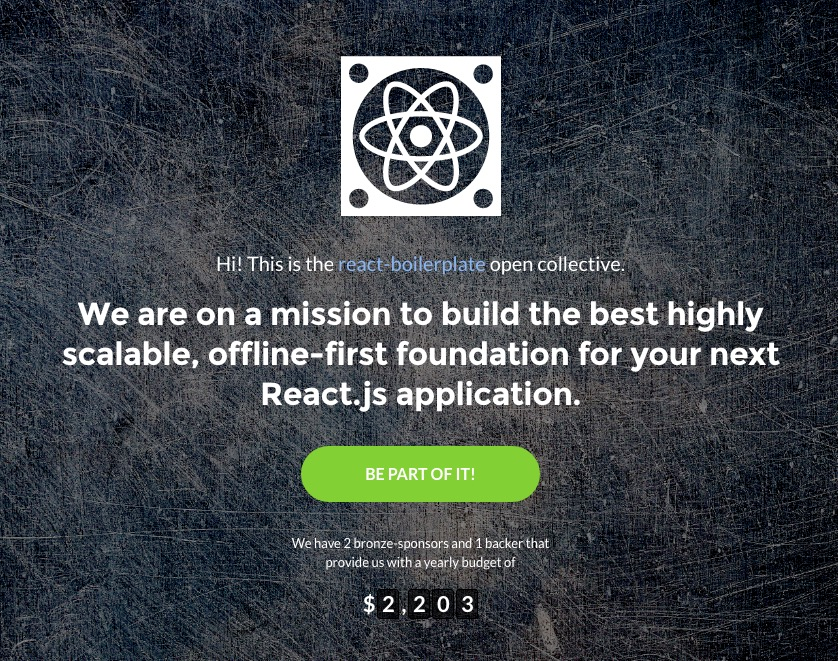 Hi! This is the react-boilerplate open collective.
We are on a mission to build the best highly
scalable, offline-first foundation for your next
React.js application.
BE PART OF IT!
We have 2 bronze-sponsors and 1 backer that
provide us with a yearly budget of
$2,203